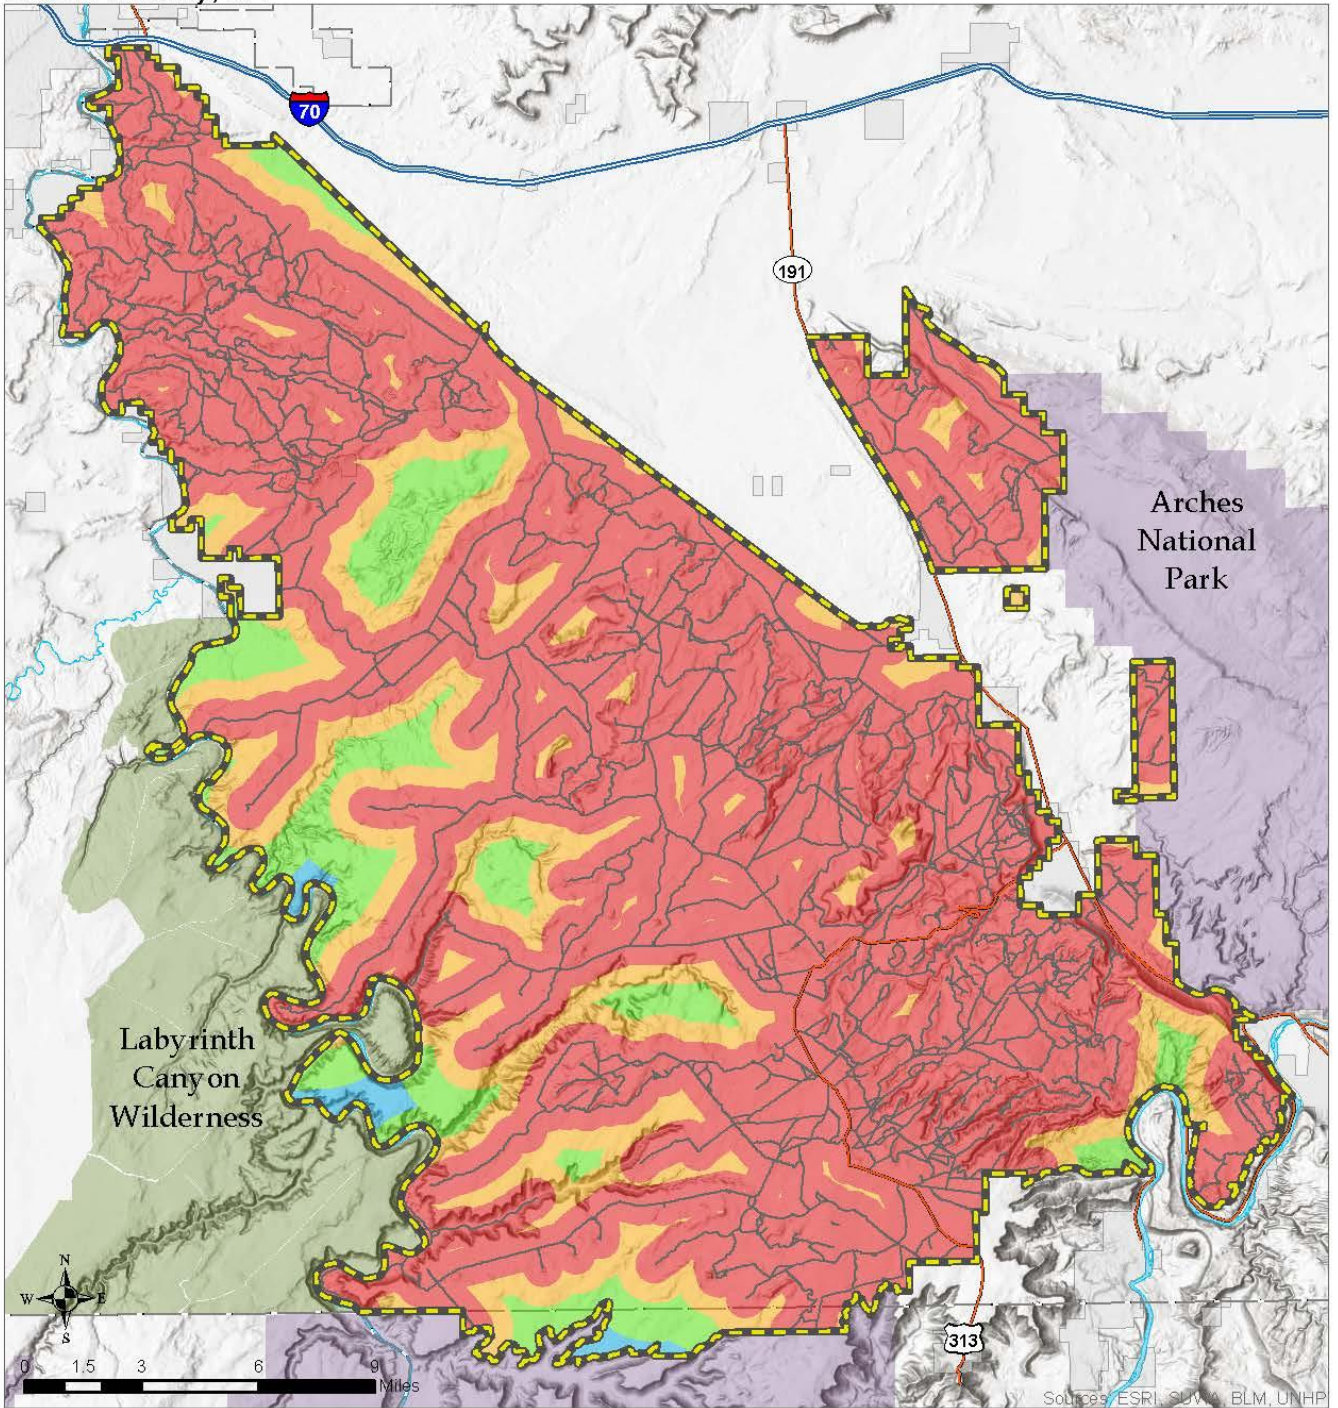 70
191
Arches
National
Park
Labyrinth
Canyon
Wilderness
N
W E
S
0 1.5 3 6 9
Miles
313
Sources: ESRI, SUWA, BLM, UNHP